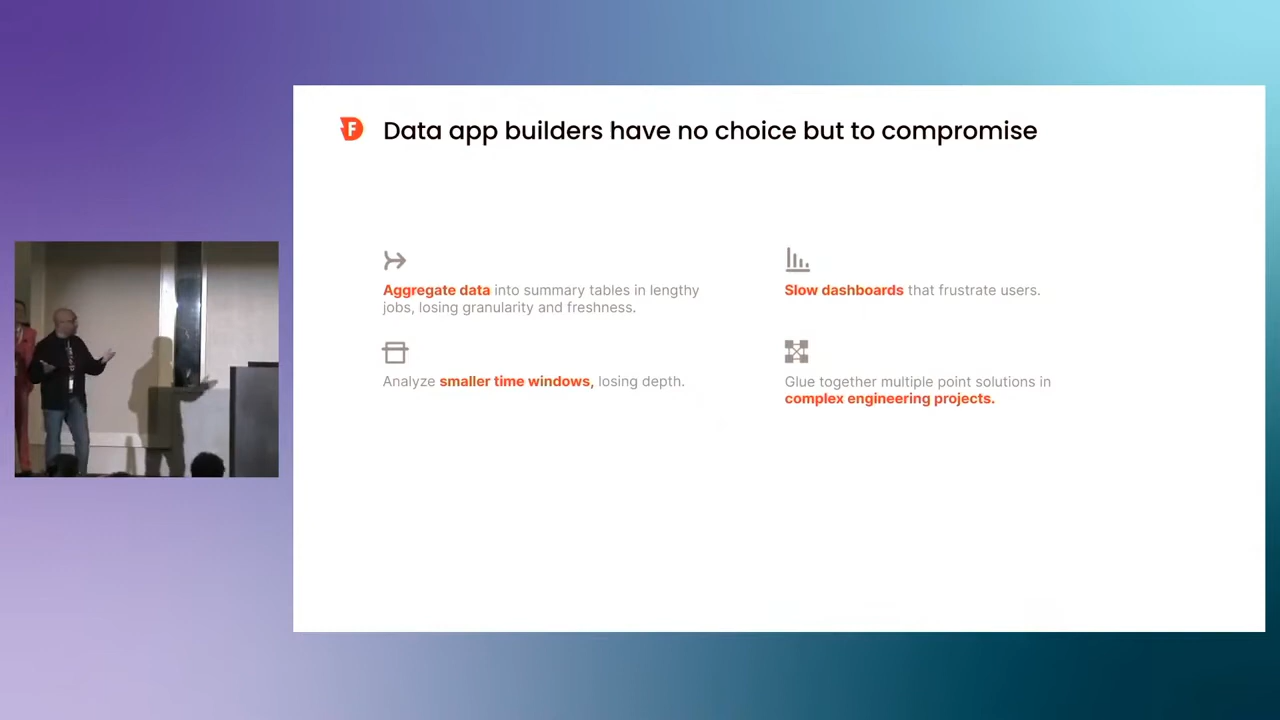 F
Data app builders have no choice but to compromise
Aggregate data into summary tables in lengthy
jobs, losing granularity and freshness.
Slow dashboards that frustrate users.
Analyze smaller time windows, losing depth.
Glue together multiple point solutions in
complex engineering projects.